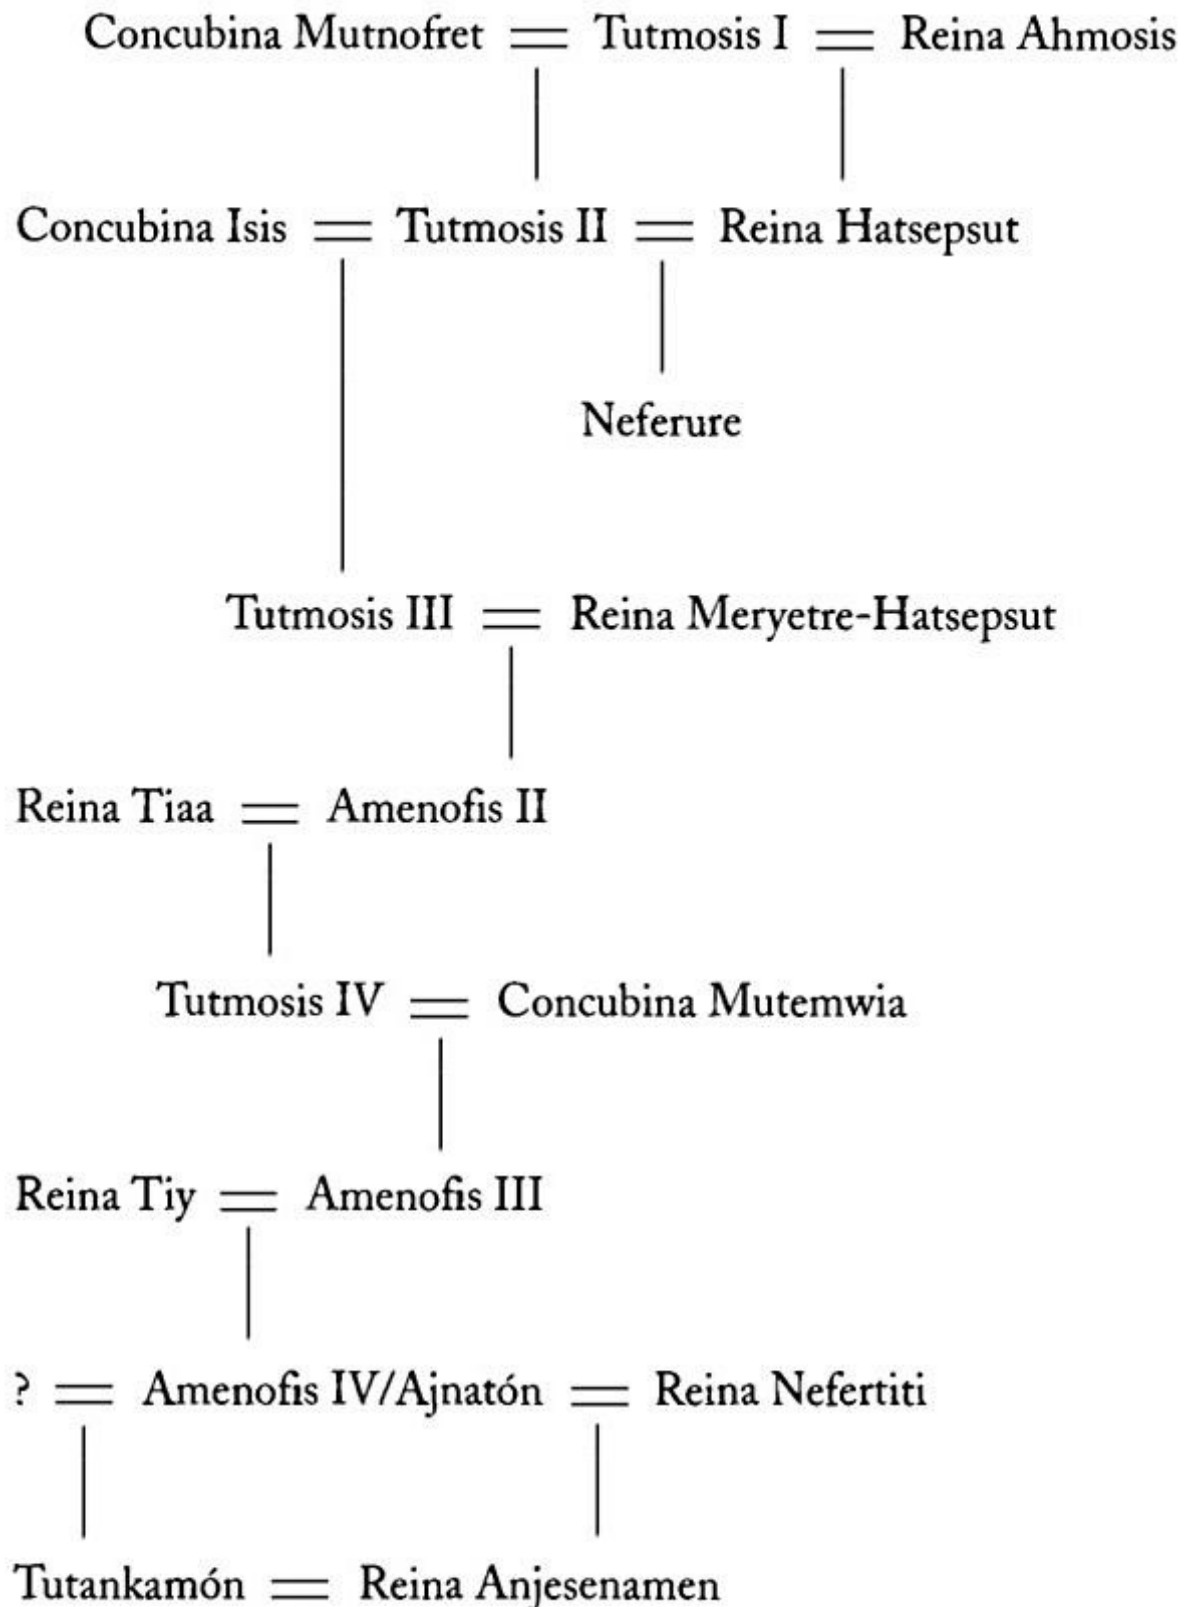 Concubina Mutnofret = Tutmosis I = Reina Ahmosis
Concubina Isis = Tutmosis II = Reina Hatsepsut
Neferure
Tutmosis III = Reina Meryetre-Hatsepsut
Reina Tiaa = Amenofis II
Tutmosis IV = Concubina Mutemwia
Reina Tiy = Amenofis III
? = Amenofis IV/Ajnatón = Reina Nefertiti
Tutankamón = Reina Anjesenamen